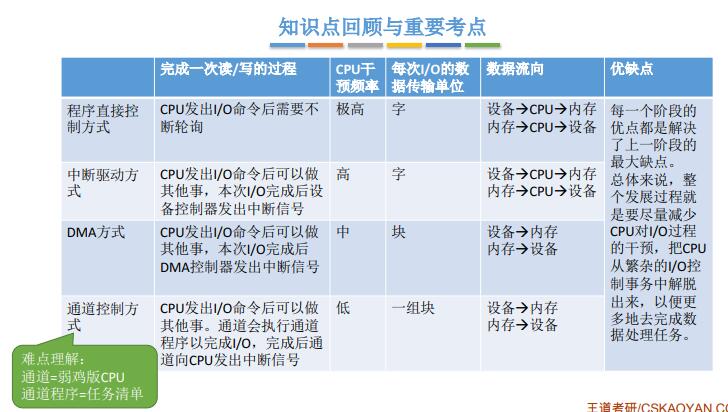 知识点回顾与重要考点
完成一次读/写的过程
CPU干
预频率
每次I/O的数
据传输单位
数据流向
优缺点
程序直接控
制方式
CPU发出I/O命令后需要不
断轮询
极高
字
设备→CPU→内存
内存→CPU→设备
每一个阶段的
优点都是解决
了上一阶段的
最大缺点。
总体来说，整
个发展过程就
是要尽量减少
CPU对I/O过程
的干预，把CPU
从繁杂的I/O控
制事务中解脱
出来，以便更
多地去完成数
据处理任务。
中断驱动方
式
CPU发出I/O命令后可以做
其他事，本次I/O完成后设
备控制器发出中断信号
高
字
设备→CPU→内存
内存→CPU→设备
DMA方式
CPU发出I/O命令后可以做
其他事，本次I/O完成后
DMA控制器发出中断信号
中
块
设备→内存
内存→设备
通道控制方
式
CPU发出I/O命令后可以做
其他事。通道会执行通道
程序以完成I/O，完成后通
道向CPU发出中断信号
低
一组块
设备→内存
内存→设备
难点理解：
通道=弱鸡版CPU
通道程序=任务清单
王道考研/CSKAOYAN.CO